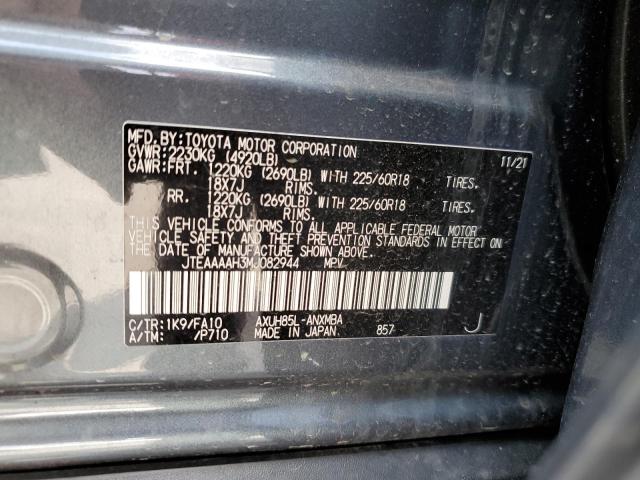 MFD.BY:TOYOTA MOTOR CORPORATION 11/21
GVWR:2230KG (4920LB)
GAWR:FRT. 1220KG (2690LB) WITH 225/60R18 TIRES.
18X7J RIMS.
RR. 1220KG (2690LB) WITH 225/60R18 TIRES.
18X7J RIMS.
THIS VEHICLE CONFORMS TO ALL APPLICABLE FEDERAL MOTOR
VEHICLE SAFETY AND THEFT PREVENTION STANDARDS IN EFFECT ON
THE DATE OF MANUFACTURE SHOWN ABOVE.
JTEAAAAH3MJ082944 MPV
C/TR:1K9/FA10 AXUH85L-ANXMBA
A/TM: /P710 MADE IN JAPAN 857 J